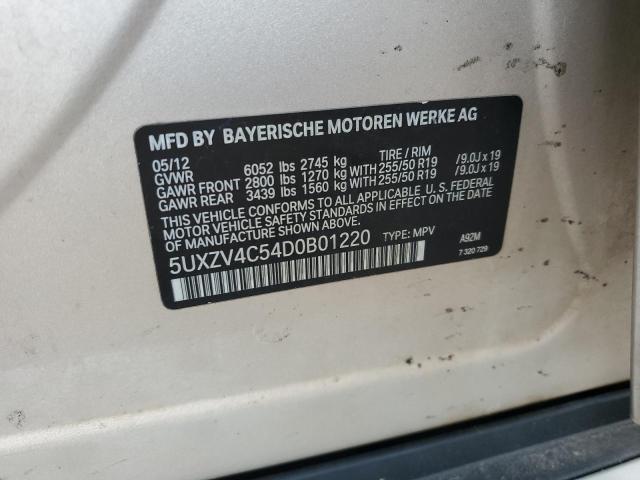 MFD BY BAYERISCHE MOTOREN WERKE AG
05/12
GVWR 6052 lbs 2745 kg TIRE / RIM
GAWR FRONT 2800 lbs 1270 kg WITH 255/50 R19 /9.0J x 19
GAWR REAR 3439 lbs 1560 kg WITH 255/50 R19 /9.0J x 19
THIS VEHICLE CONFORMS TO ALL APPLICABLE U. S. FEDERAL
MOTOR VEHICLE SAFETY STANDARDS IN EFFECT ON THE DATE
OF MANUFACTURE SHOWN ABOVE.
5UXZV4C54D0B01220 TYPE: MPV A92M
7 320 729